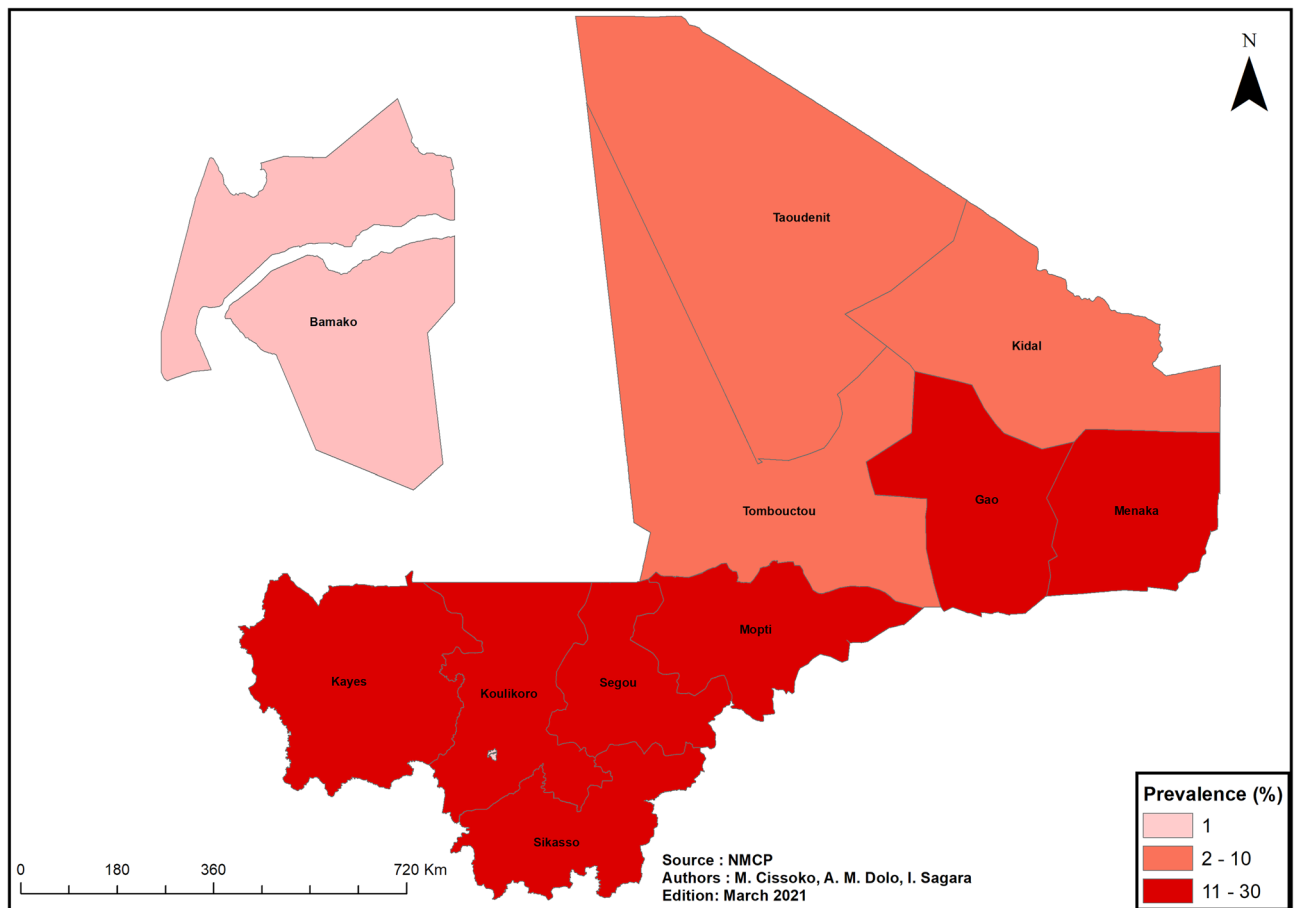 N
Taoudenit
Bamako
Kidal
Gao
Menaka
Tombouctou
Mopti
Kayes
Segou
Koulikoro
Sikasso
Prevalence (%)
1
2 - 10
11 - 30
0 180 360 720 Km
Source : NMCP
Authors : M. Cissoko, A. M. Dolo, I. Sagara
Edition: March 2021